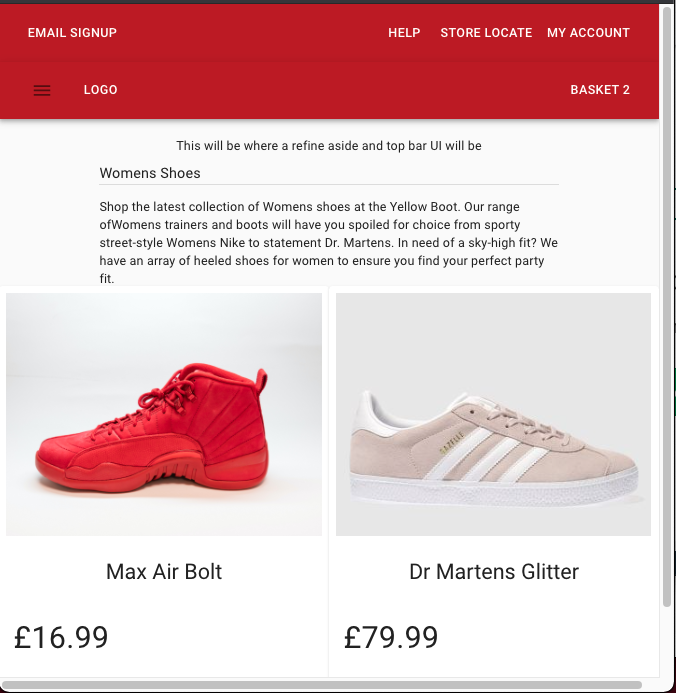 EMAIL SIGNUP HELP STORE LOCATE MY ACCOUNT
LOGO BASKET 2
This will be where a refine aside and top bar UI will be
Womens Shoes
Shop the latest collection of Womens shoes at the Yellow Boot. Our range
ofWomens trainers and boots will have you spoiled for choice from sporty
street-style Womens Nike to statement Dr. Martens. In need of a sky-high fit? We
have an array of heeled shoes for women to ensure you find your perfect party
fit.
GAZELLE
Max Air Bolt
Dr Martens Glitter
£16.99
£79.99